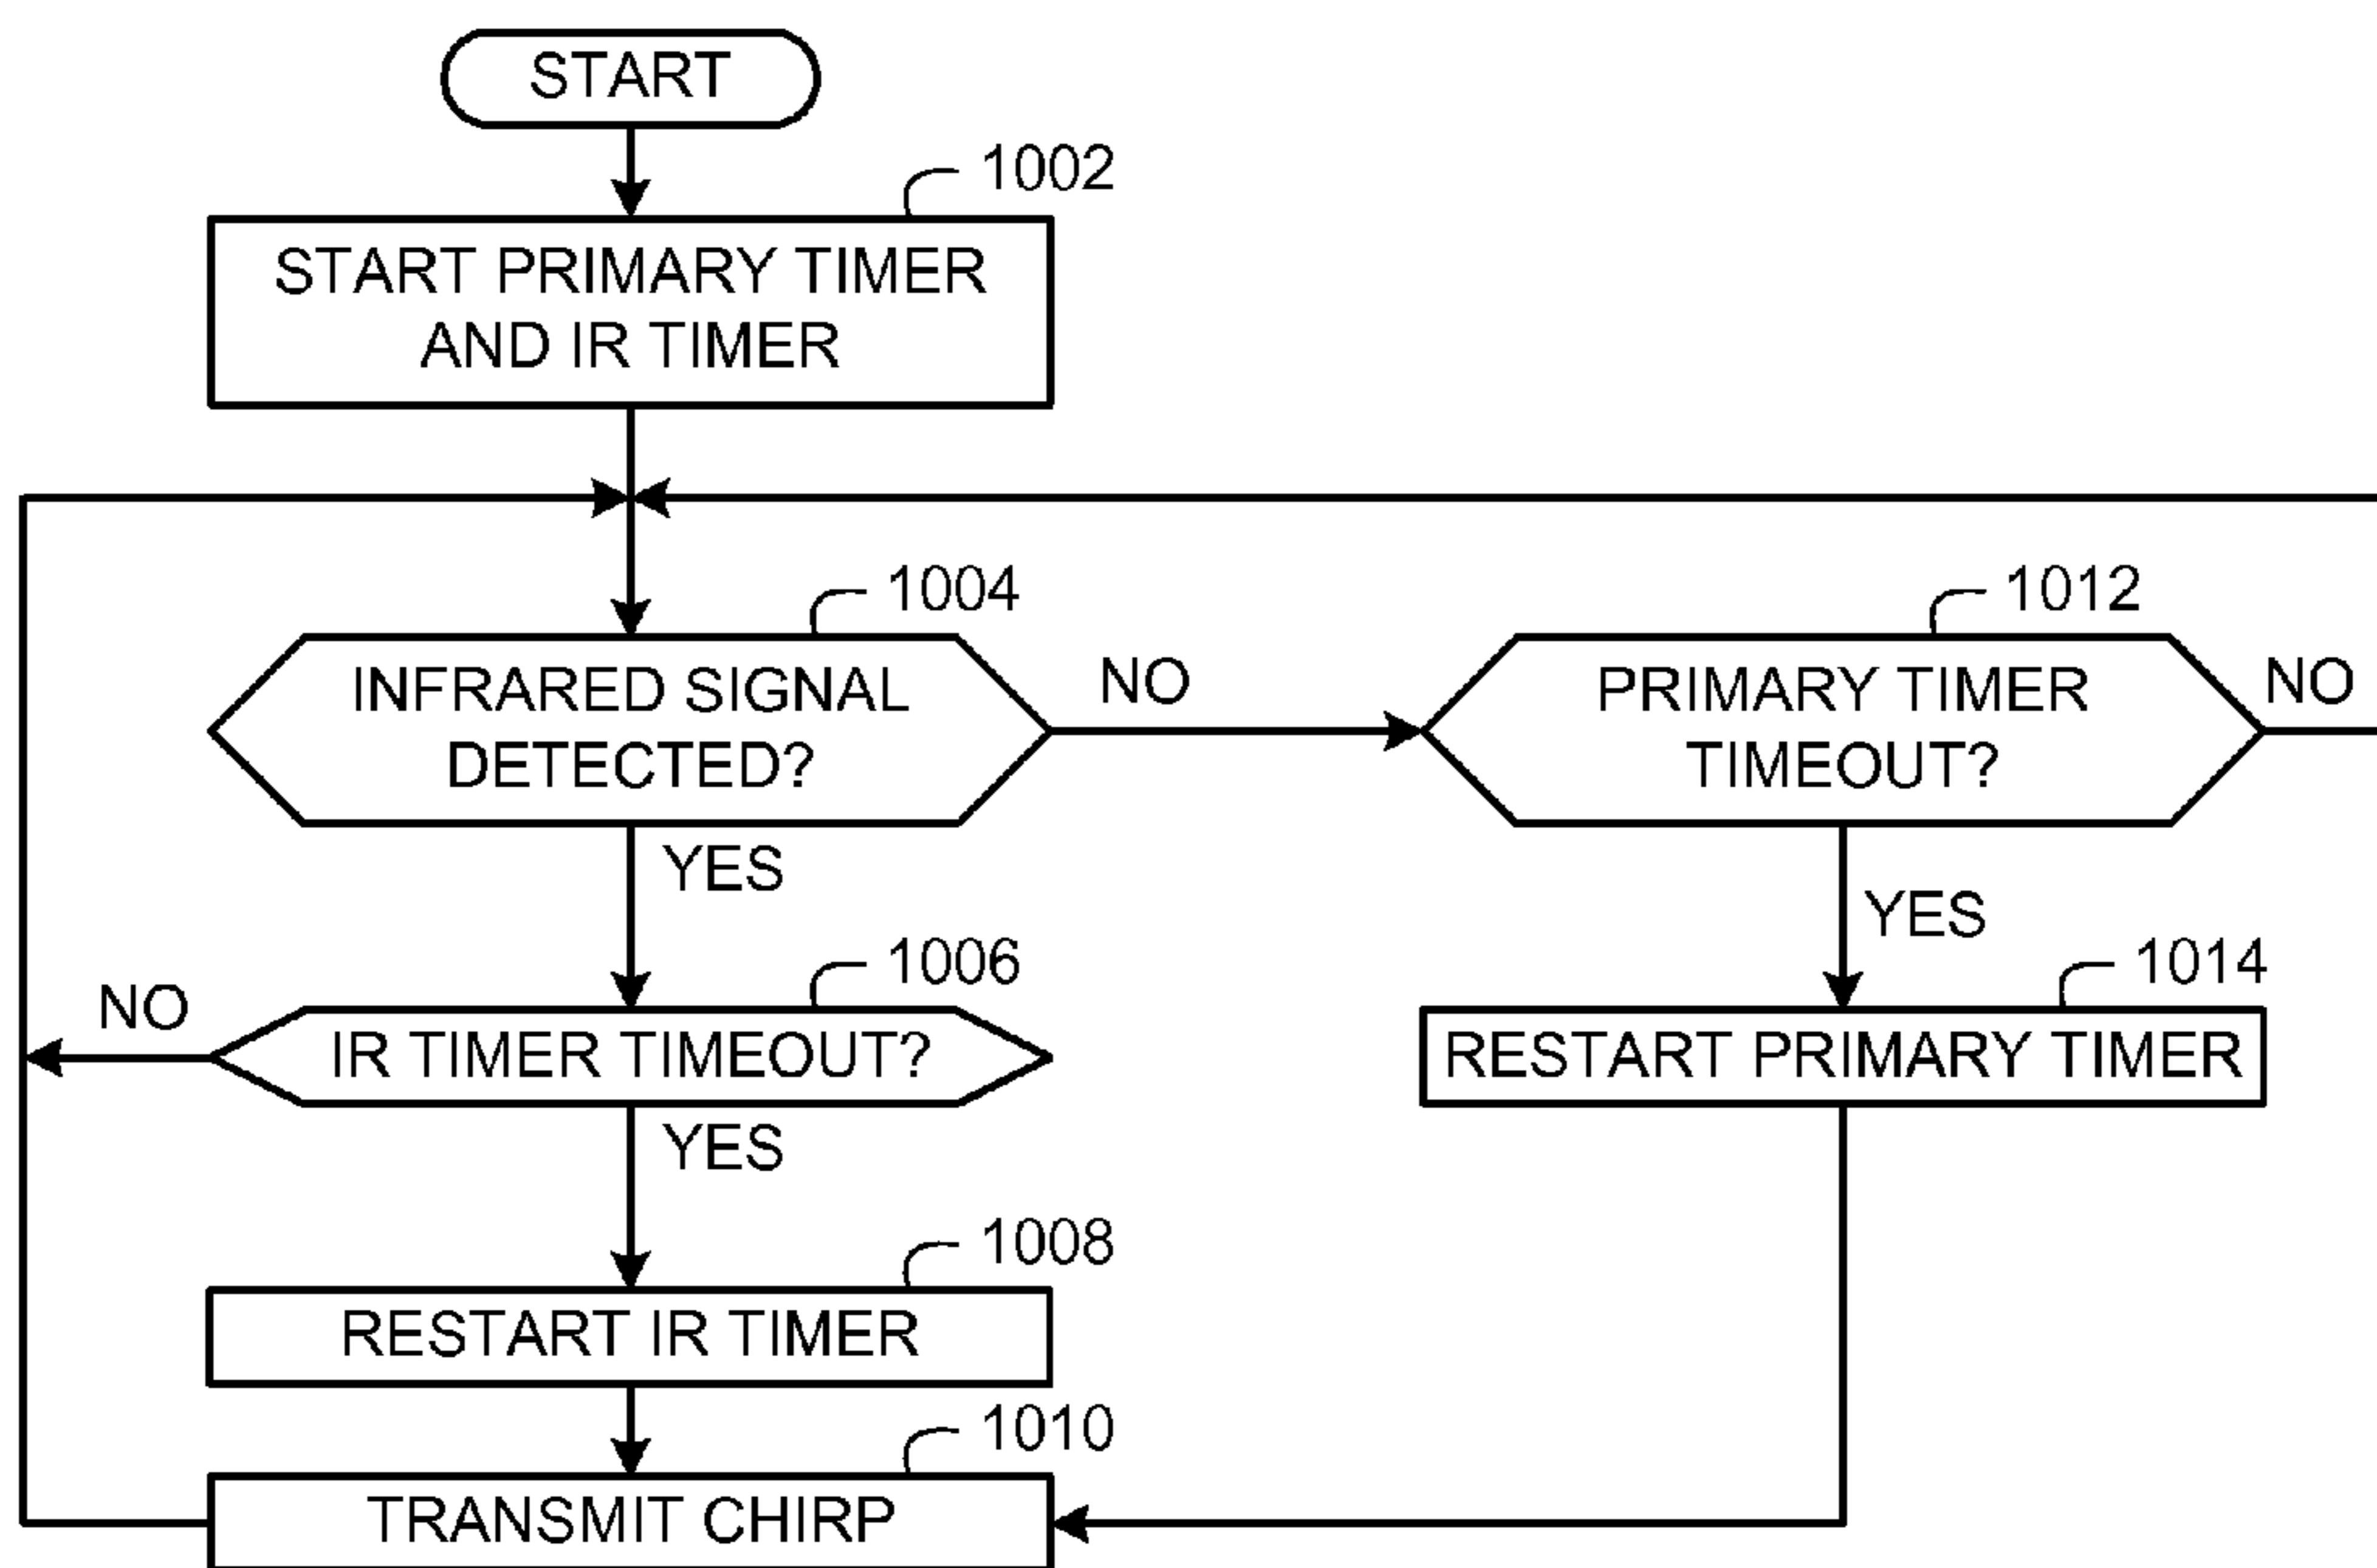 START
1002
START PRIMARY TIMER
AND IR TIMER
1004
INFRARED SIGNAL
DETECTED?
NO
1012
PRIMARY TIMER
TIMEOUT?
NO
YES
YES
1006
NO
IR TIMER TIMEOUT?
1014
RESTART PRIMARY TIMER
YES
1008
RESTART IR TIMER
1010
TRANSMIT CHIRP